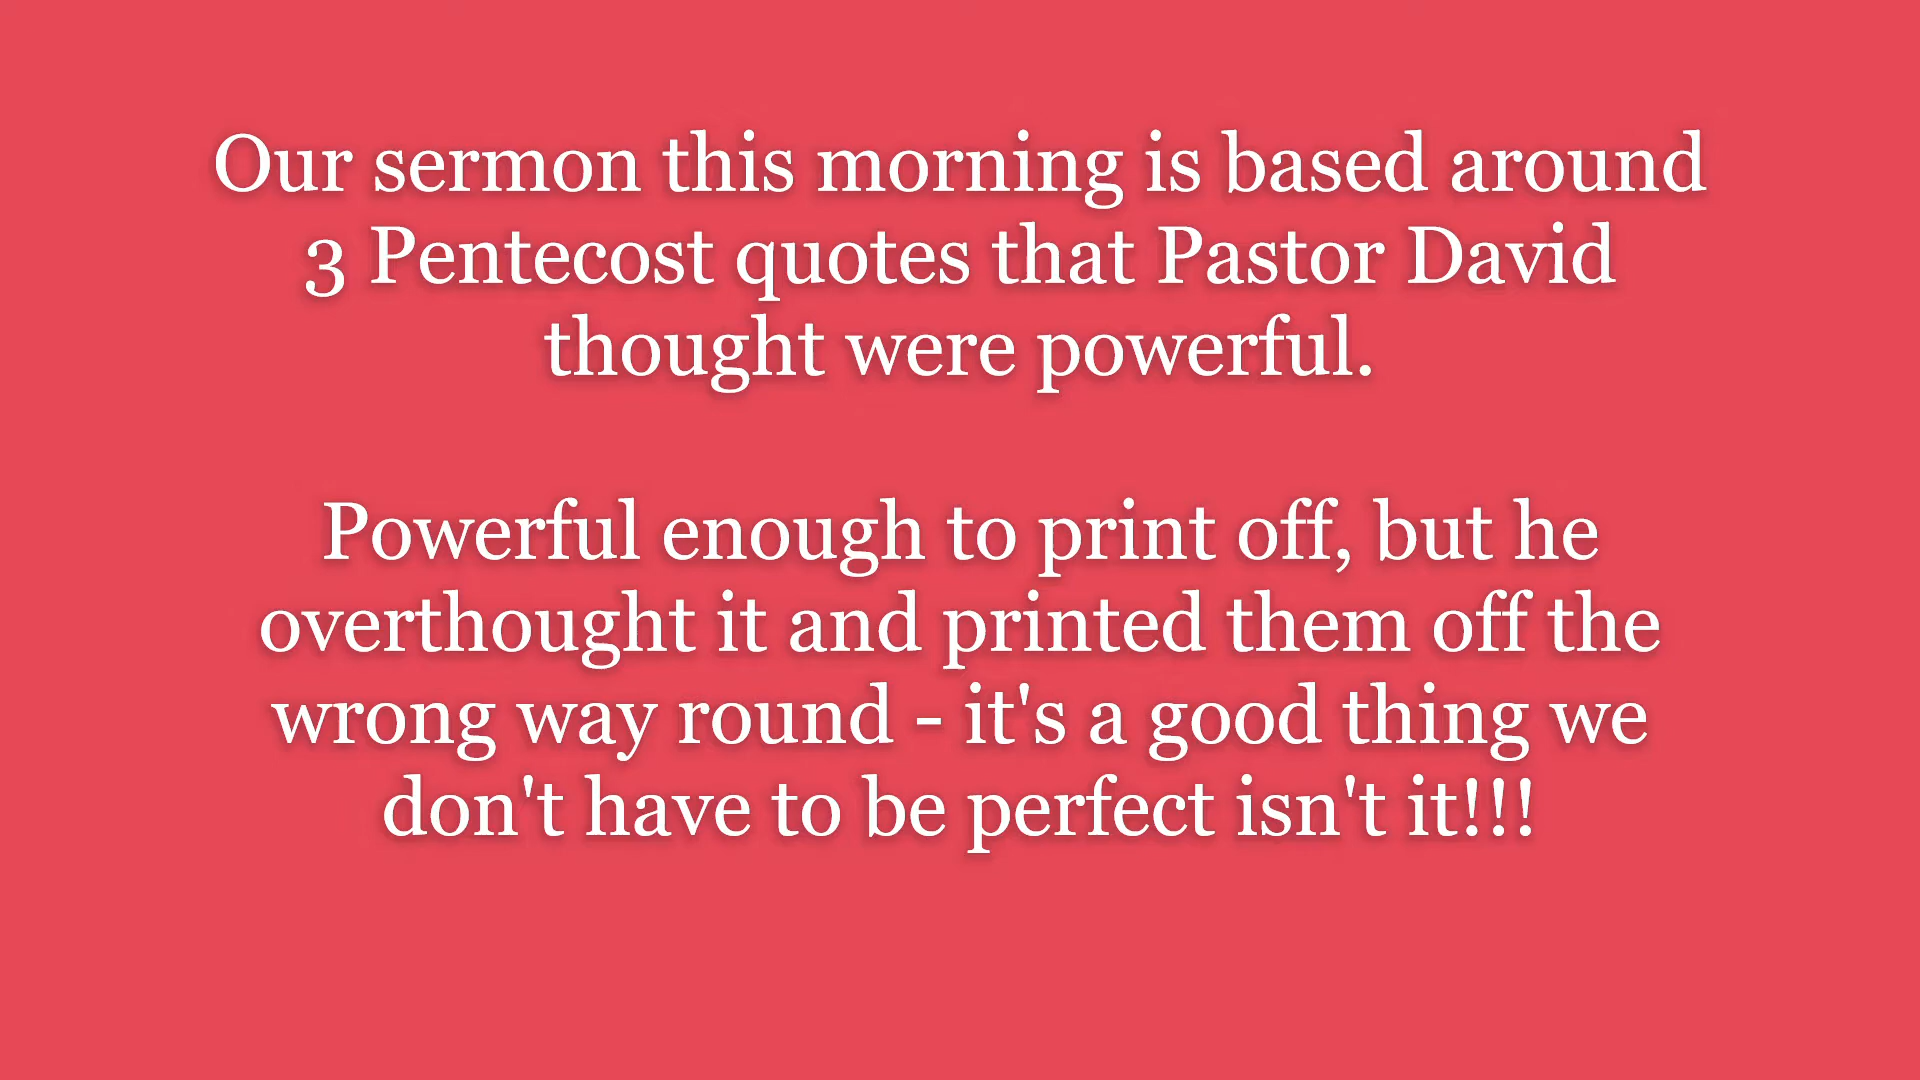 Our sermon this morning is based around
3 Pentecost quotes that Pastor David
thought were powerful.
Powerful enough to print off, but he
overthought it and printed them off the
wrong way round - it's a good thing we
don't have to be perfect isn't it!!!